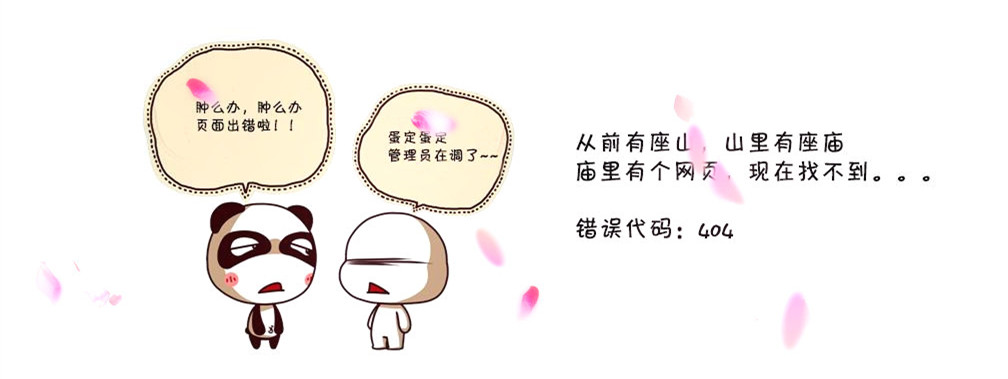 肿么办，肿么办
页面出错啦！！
蛋定蛋定
管理员在调了~~
从前有座山，山里有座庙
庙里有个网页，现在找不到。。。
错误代码：404